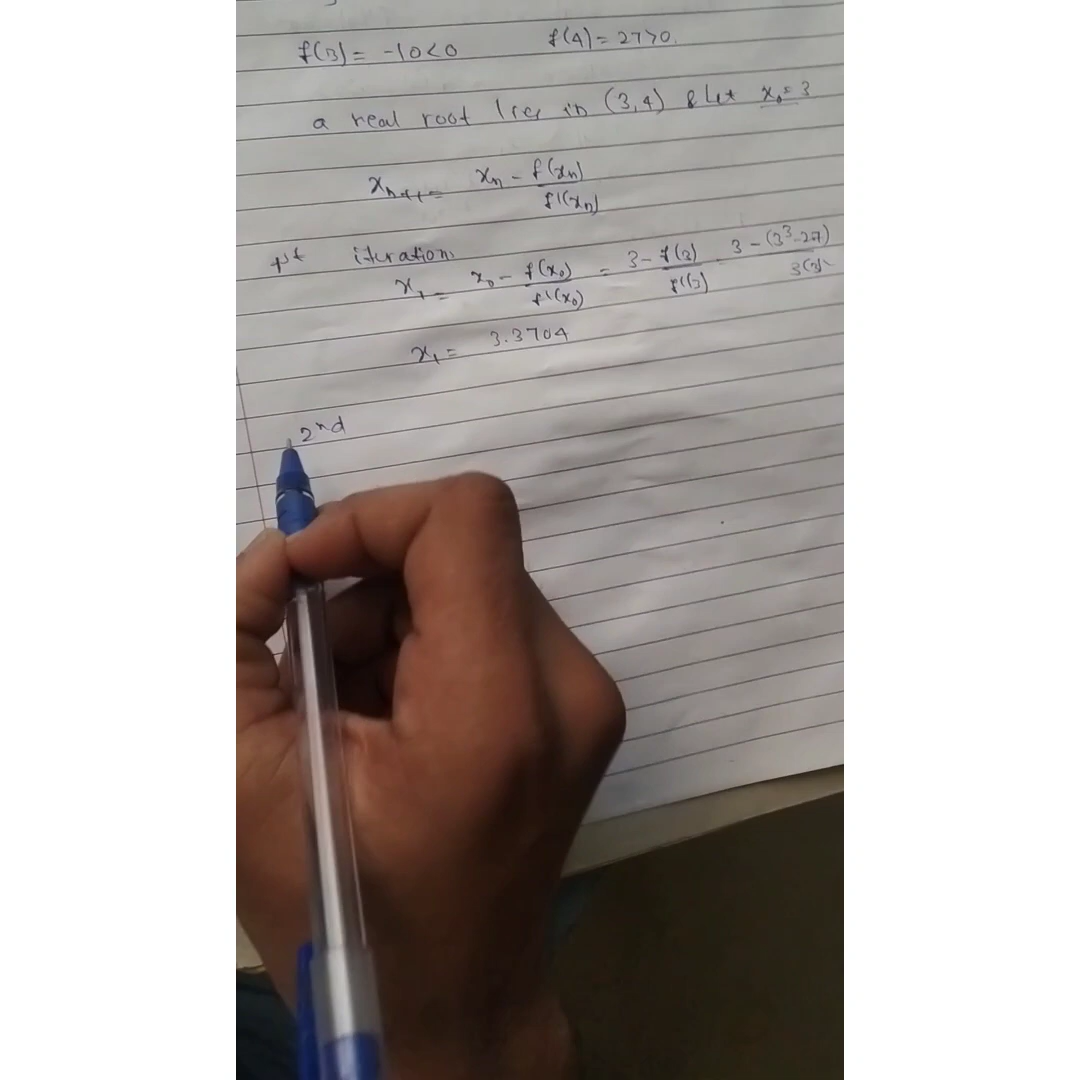 f(3) = -10<0 f(4) = 27>0.
a real root lies in (3,4) & let x₀ = 3
xₙ₊₁ = xₙ - f(xₙ)/f'(xₙ)
1st iteration
x₁ = x₀ - f(x₀)/f'(x₀) = 3 - f(3)/f'(3) = 3 - (3³-27)/3(3)²
x₁ = 3.3704
2nd